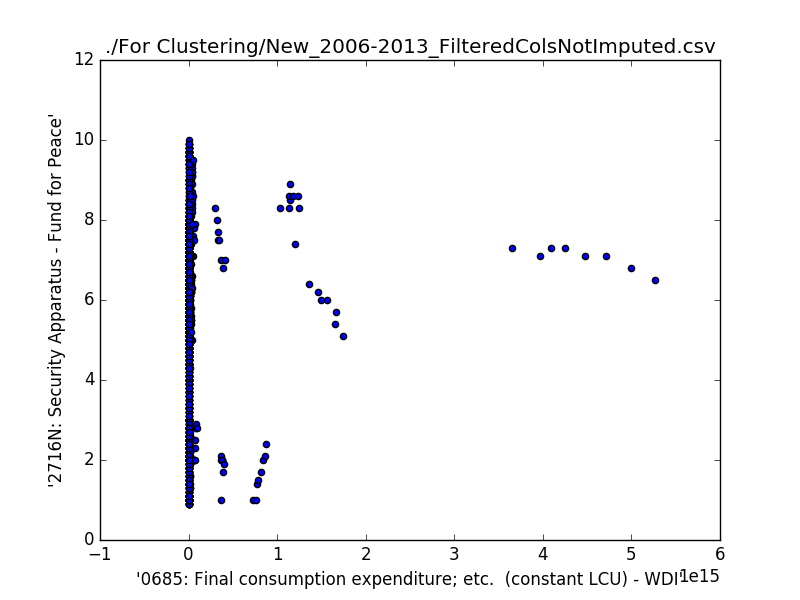 ./For Clustering/New_2006-2013_FilteredColsNotImputed.csv
12
10
8
6
4
2
0
'2716N: Security Apparatus - Fund for Peace'
−1 0 1 2 3 4 5 6
1e15
'0685: Final consumption expenditure; etc.  (constant LCU) - WDI'